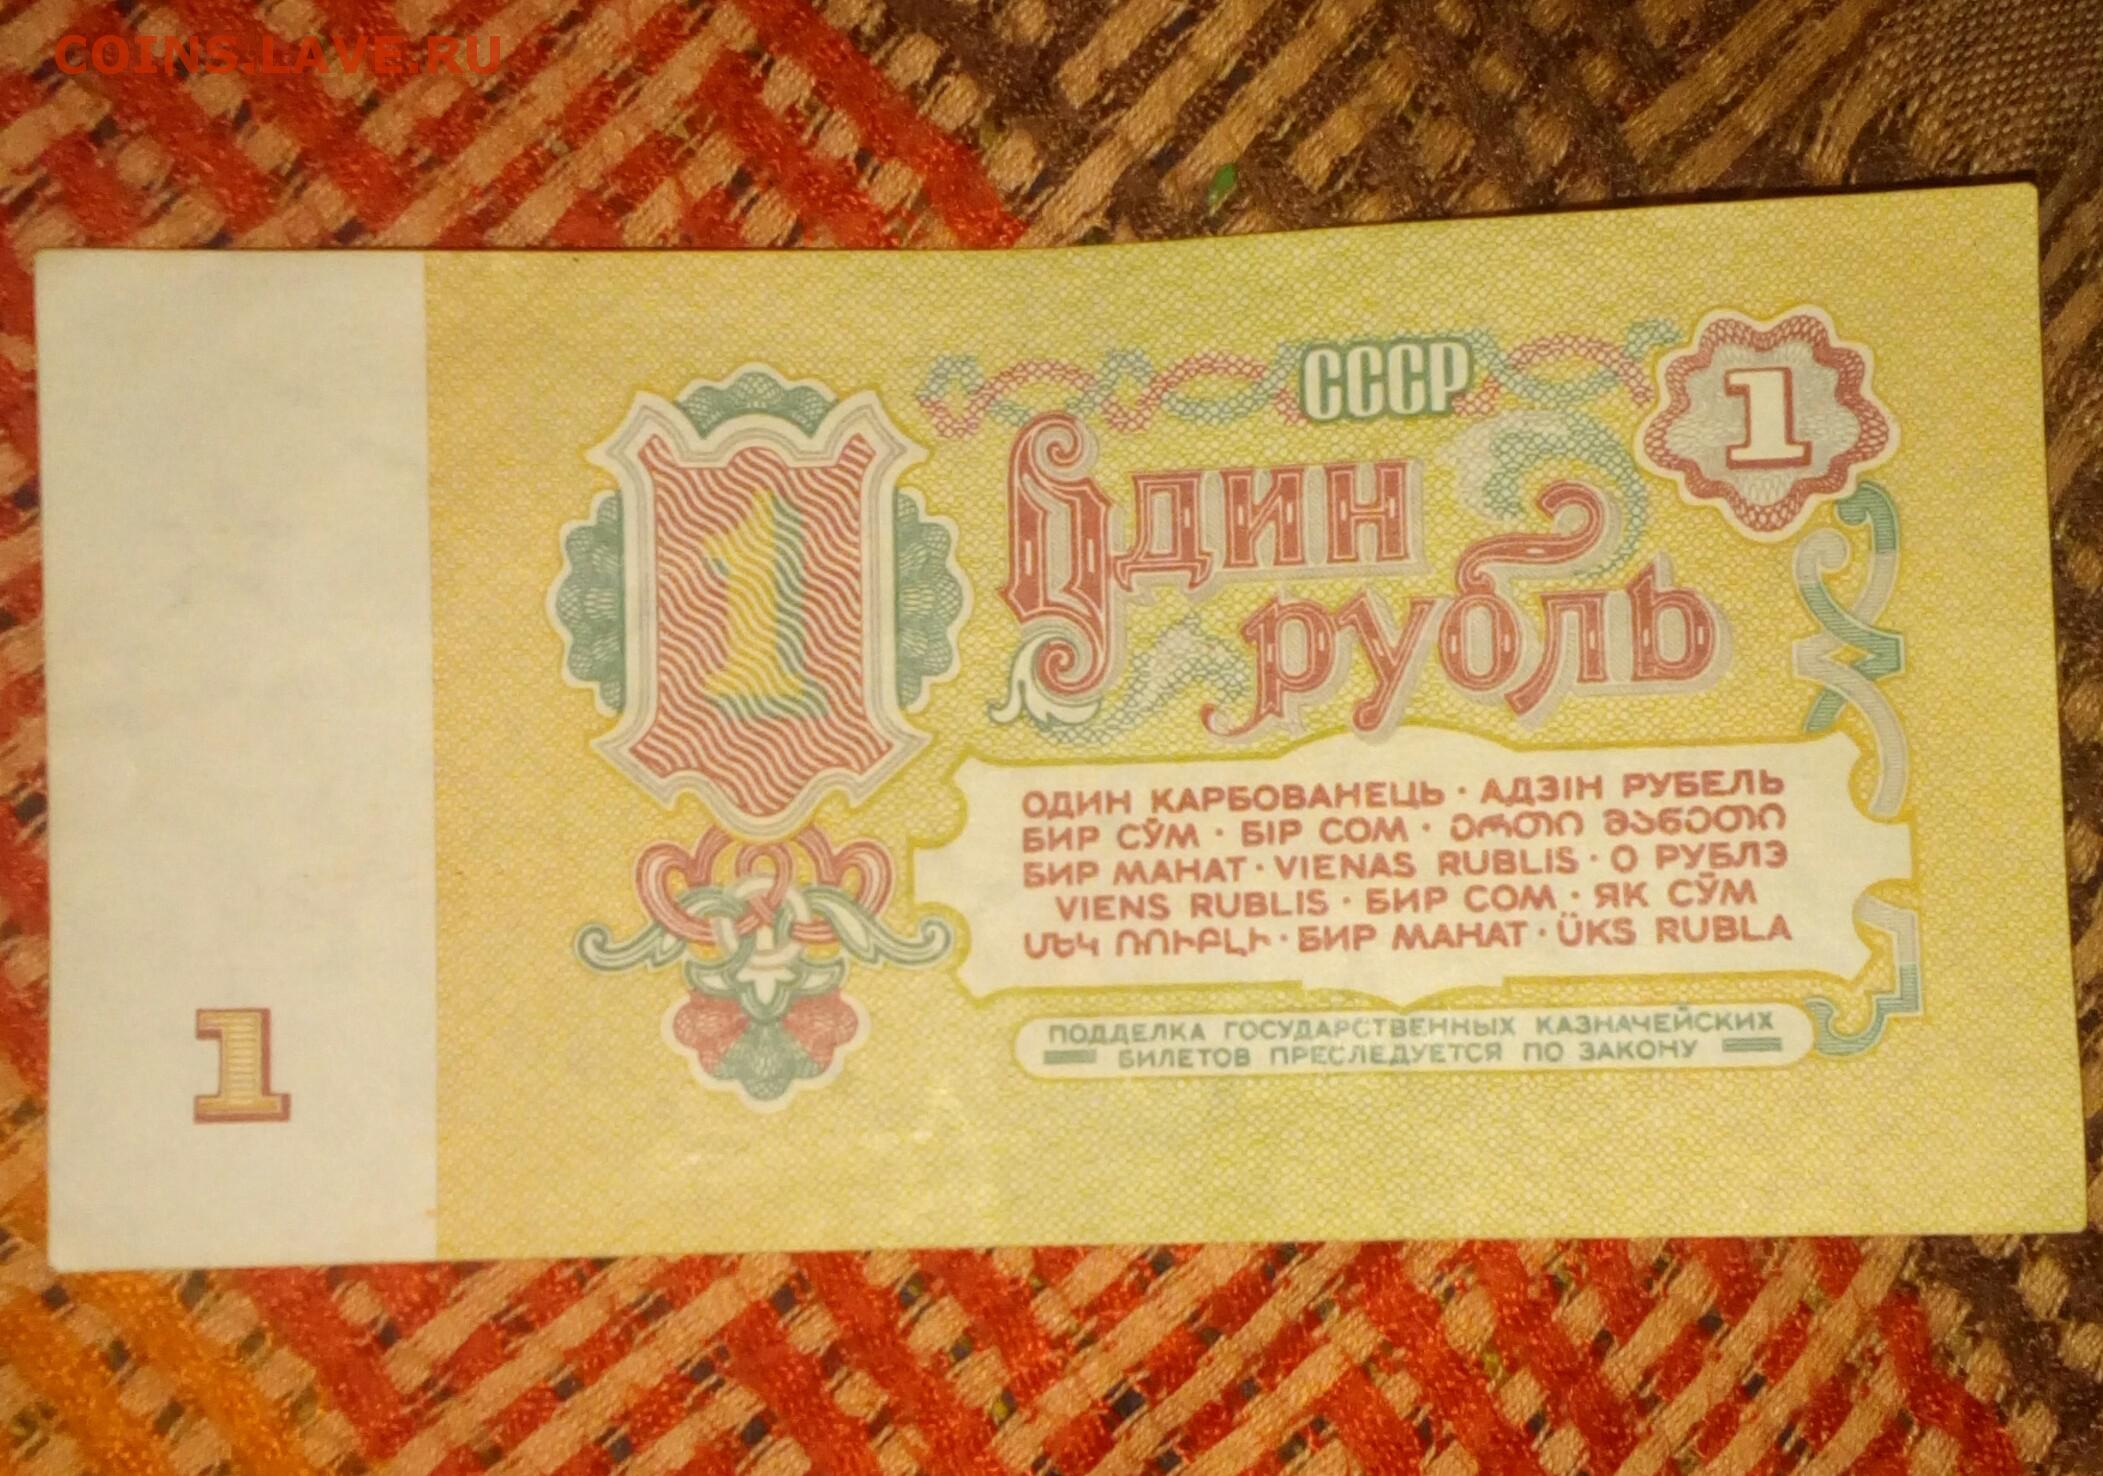 COINS.LAVE.RU
СССР
1
1
Один
рубль
ОДИН КАРБОВАНЕЦЬ · АДЗІН РУБЕЛЬ
БИР СЎМ · БІР СОМ · ერთი მანეთი
БИР МАНАТ · VIENAS RUBLIS · О РУБЛЭ
VIENS RUBLIS · БИР СОМ · ЯК СӮМ
ՄԵԿ ՌՈՒԲԼԻ · БИР МАНАТ · ÜKS RUBLA
ПОДДЕЛКА ГОСУДАРСТВЕННЫХ КАЗНАЧЕЙСКИХ
БИЛЕТОВ ПРЕСЛЕДУЕТСЯ ПО ЗАКОНУ
1